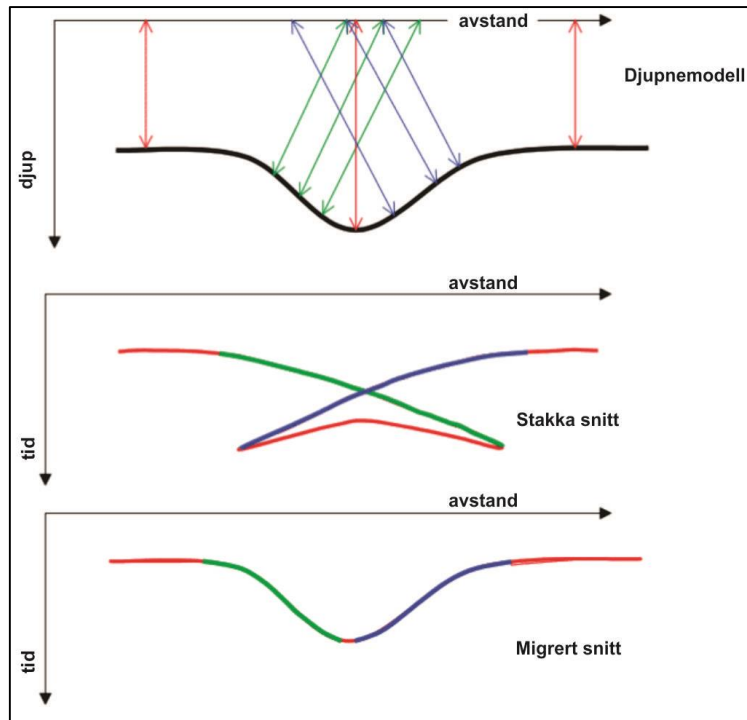 avstand
Djupnemodell
djup
avstand
Stakka snitt
tid
avstand
Migrert snitt
tid